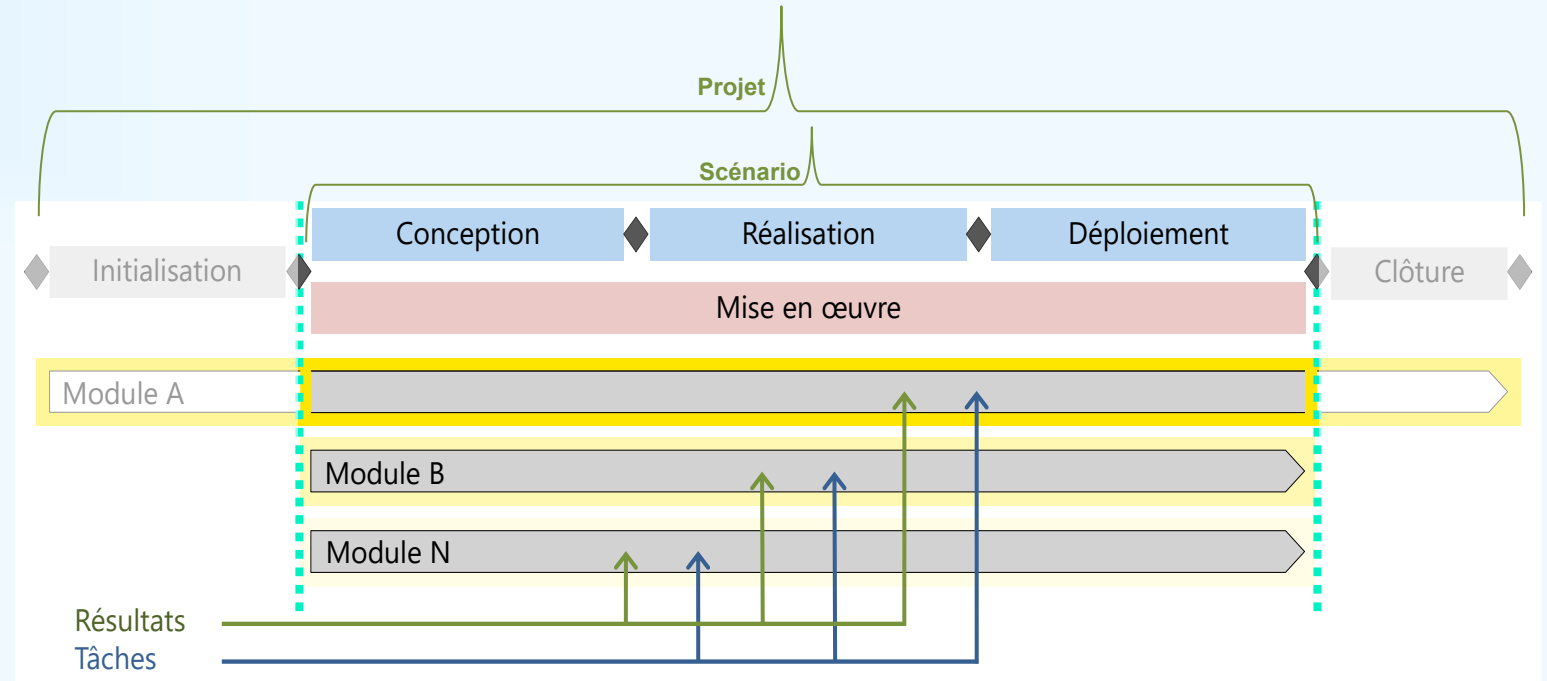 Projet
Scénario
Conception
Réalisation
Déploiement
Initialisation
Clôture
Mise en œuvre
Module A
Module B
Module N
Résultats
Tâches